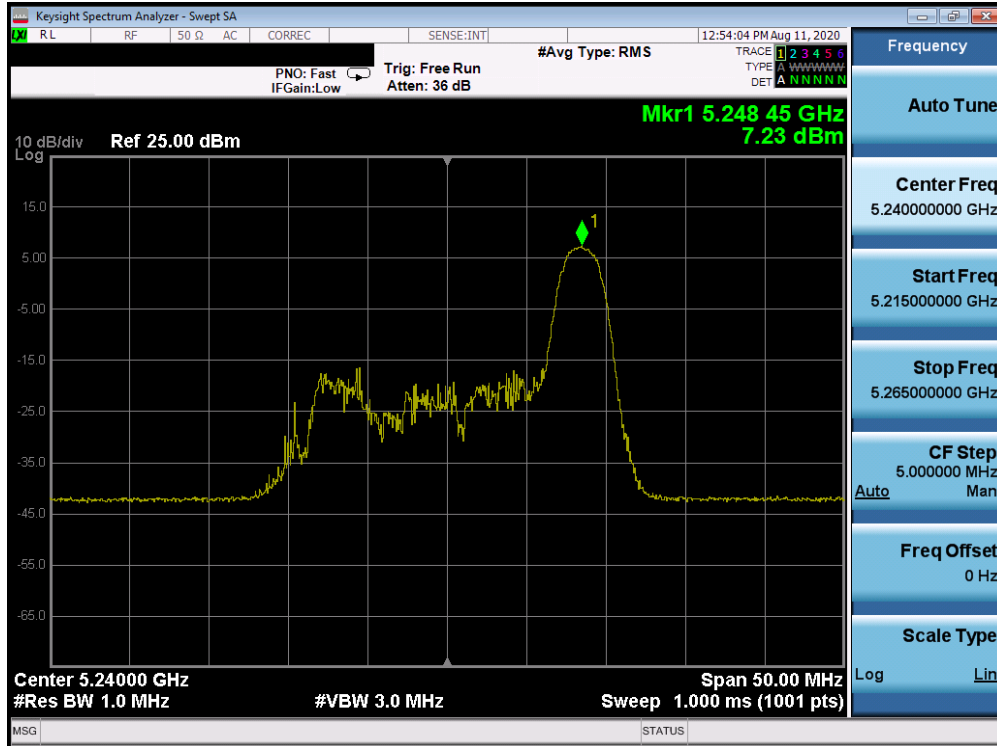 Keysight Spectrum Analyzer - Swept SA
LXI RL RF 50 Ω AC CORREC SENSE:INT 12:54:04 PM Aug 11, 2020
#Avg Type: RMS
TRACE 1 2 3 4 5 6
TYPE A WWWWW
DET A N N N N N
PNO: Fast
IFGain:Low
Trig: Free Run
Atten: 36 dB
Mkr1 5.248 45 GHz
7.23 dBm
10 dB/div
Log
Ref 25.00 dBm
1
15.0
5.00
-5.00
-15.0
-25.0
-35.0
-45.0
-55.0
-65.0
Center 5.24000 GHz
Span 50.00 MHz
#Res BW 1.0 MHz
#VBW 3.0 MHz
Sweep 1.000 ms (1001 pts)
MSG
STATUS
Frequency
Auto Tune
Center Freq
5.240000000 GHz
Start Freq
5.215000000 GHz
Stop Freq
5.265000000 GHz
CF Step
5.000000 MHz
Auto Man
Freq Offset
0 Hz
Scale Type
Log Lin